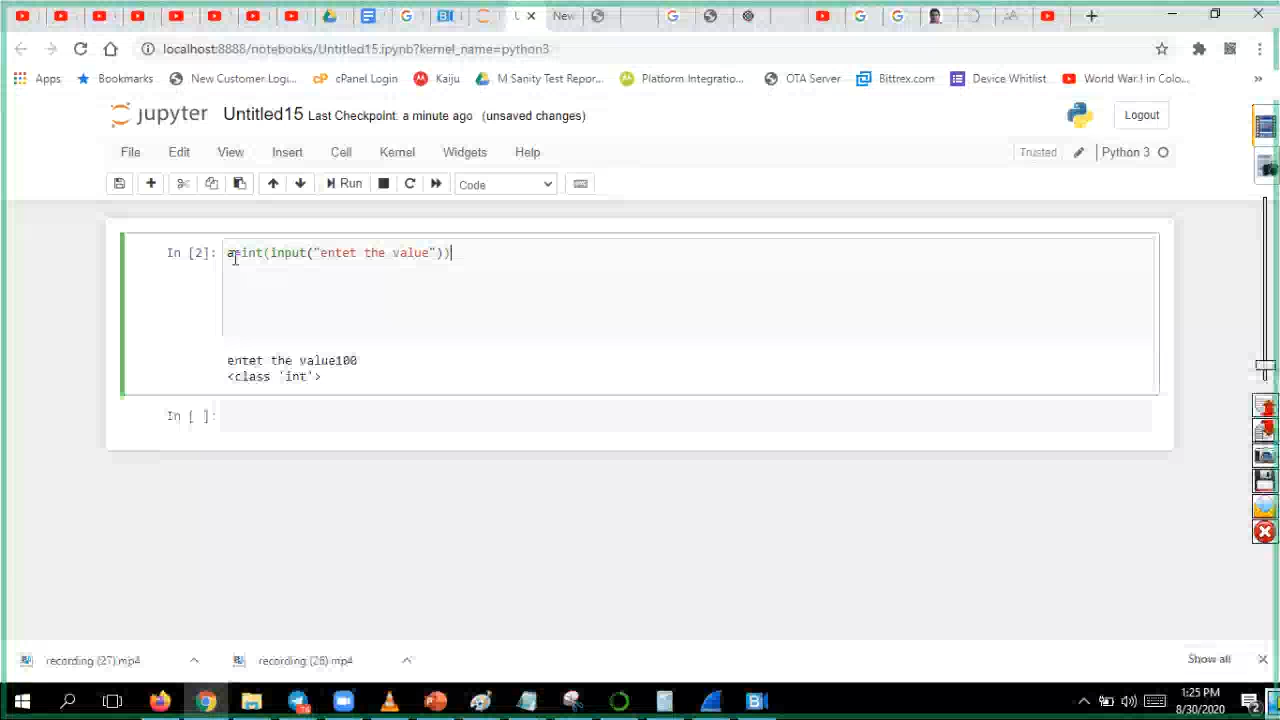 New
localhost:8888/notebooks/Untitled15.ipynb?kernel_name=python3
Apps Bookmarks New Customer Logi... cPanel Login Kaiju M Sanity Test Repor... Platform Integratio... OTA Server Bittrex.com Device Whitlist World War I in Colo... »
cP
jupyter Untitled15 Last Checkpoint: a minute ago (unsaved changes) Logout
File Edit View Insert Cell Kernel Widgets Help Trusted Python 3
Run Code
In [2]: a=int(input("entet the value"))
entet the value100
<class 'int'>
In [ ]:
recording (27).mp4 recording (26).mp4 Show all
1:25 PM
8/30/2020
2